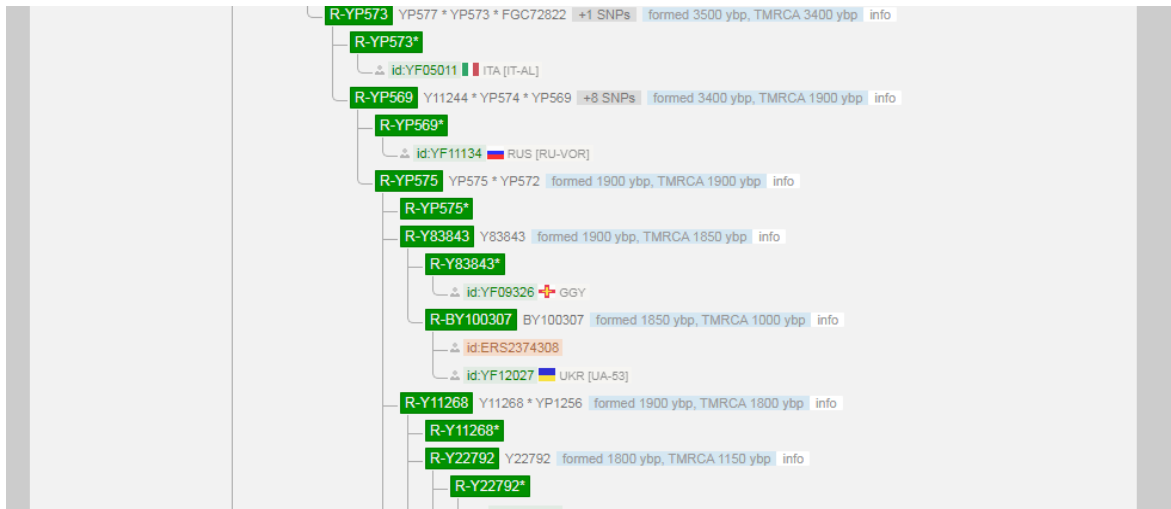 R-YP573 YP577 * YP573 * FGC72822 +1 SNPs formed 3500 ybp, TMRCA 3400 ybp info
R-YP573*
id:YF05011 ITA [IT-AL]
R-YP569 Y11244 * YP574 * YP569 +8 SNPs formed 3400 ybp, TMRCA 1900 ybp info
R-YP569*
id:YF11134 RUS [RU-VOR]
R-YP575 YP575 * YP572 formed 1900 ybp, TMRCA 1900 ybp info
R-YP575*
R-Y83843 Y83843 formed 1900 ybp, TMRCA 1850 ybp info
R-Y83843*
id:YF09326 GGY
R-BY100307 BY100307 formed 1850 ybp, TMRCA 1000 ybp info
id:ERS2374308
id:YF12027 UKR [UA-53]
R-Y11268 Y11268 * YP1256 formed 1900 ybp, TMRCA 1800 ybp info
R-Y11268*
R-Y22792 Y22792 formed 1800 ybp, TMRCA 1150 ybp info
R-Y22792*